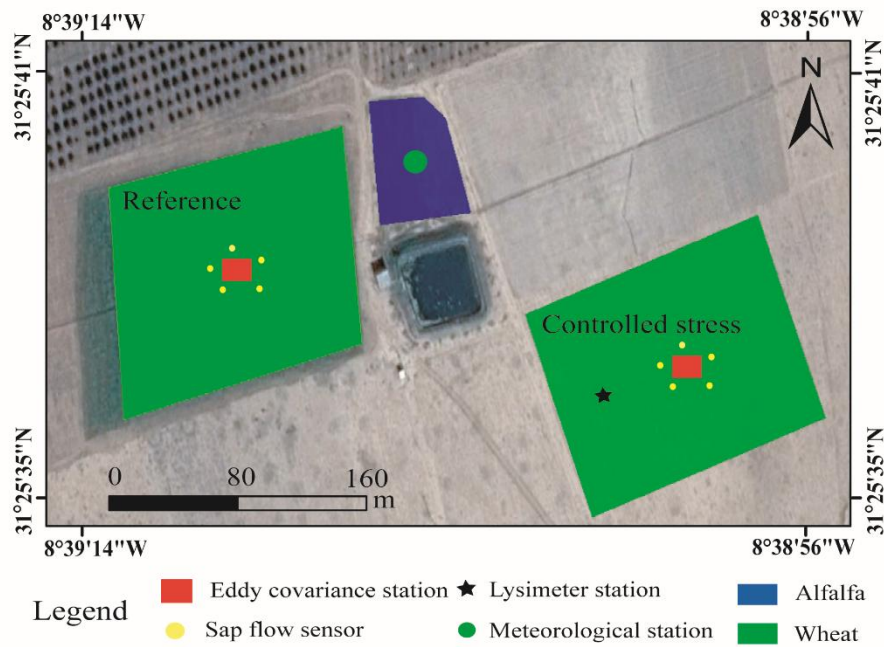 8°39'14"W 8°38'56"W
31°25'41"N 31°25'41"N
N
Reference
Controlled stress
0 80 160
m
31°25'35"N 31°25'35"N
8°39'14"W 8°38'56"W
Legend
Eddy covariance station Lysimeter station Alfalfa
Sap flow sensor Meteorological station Wheat